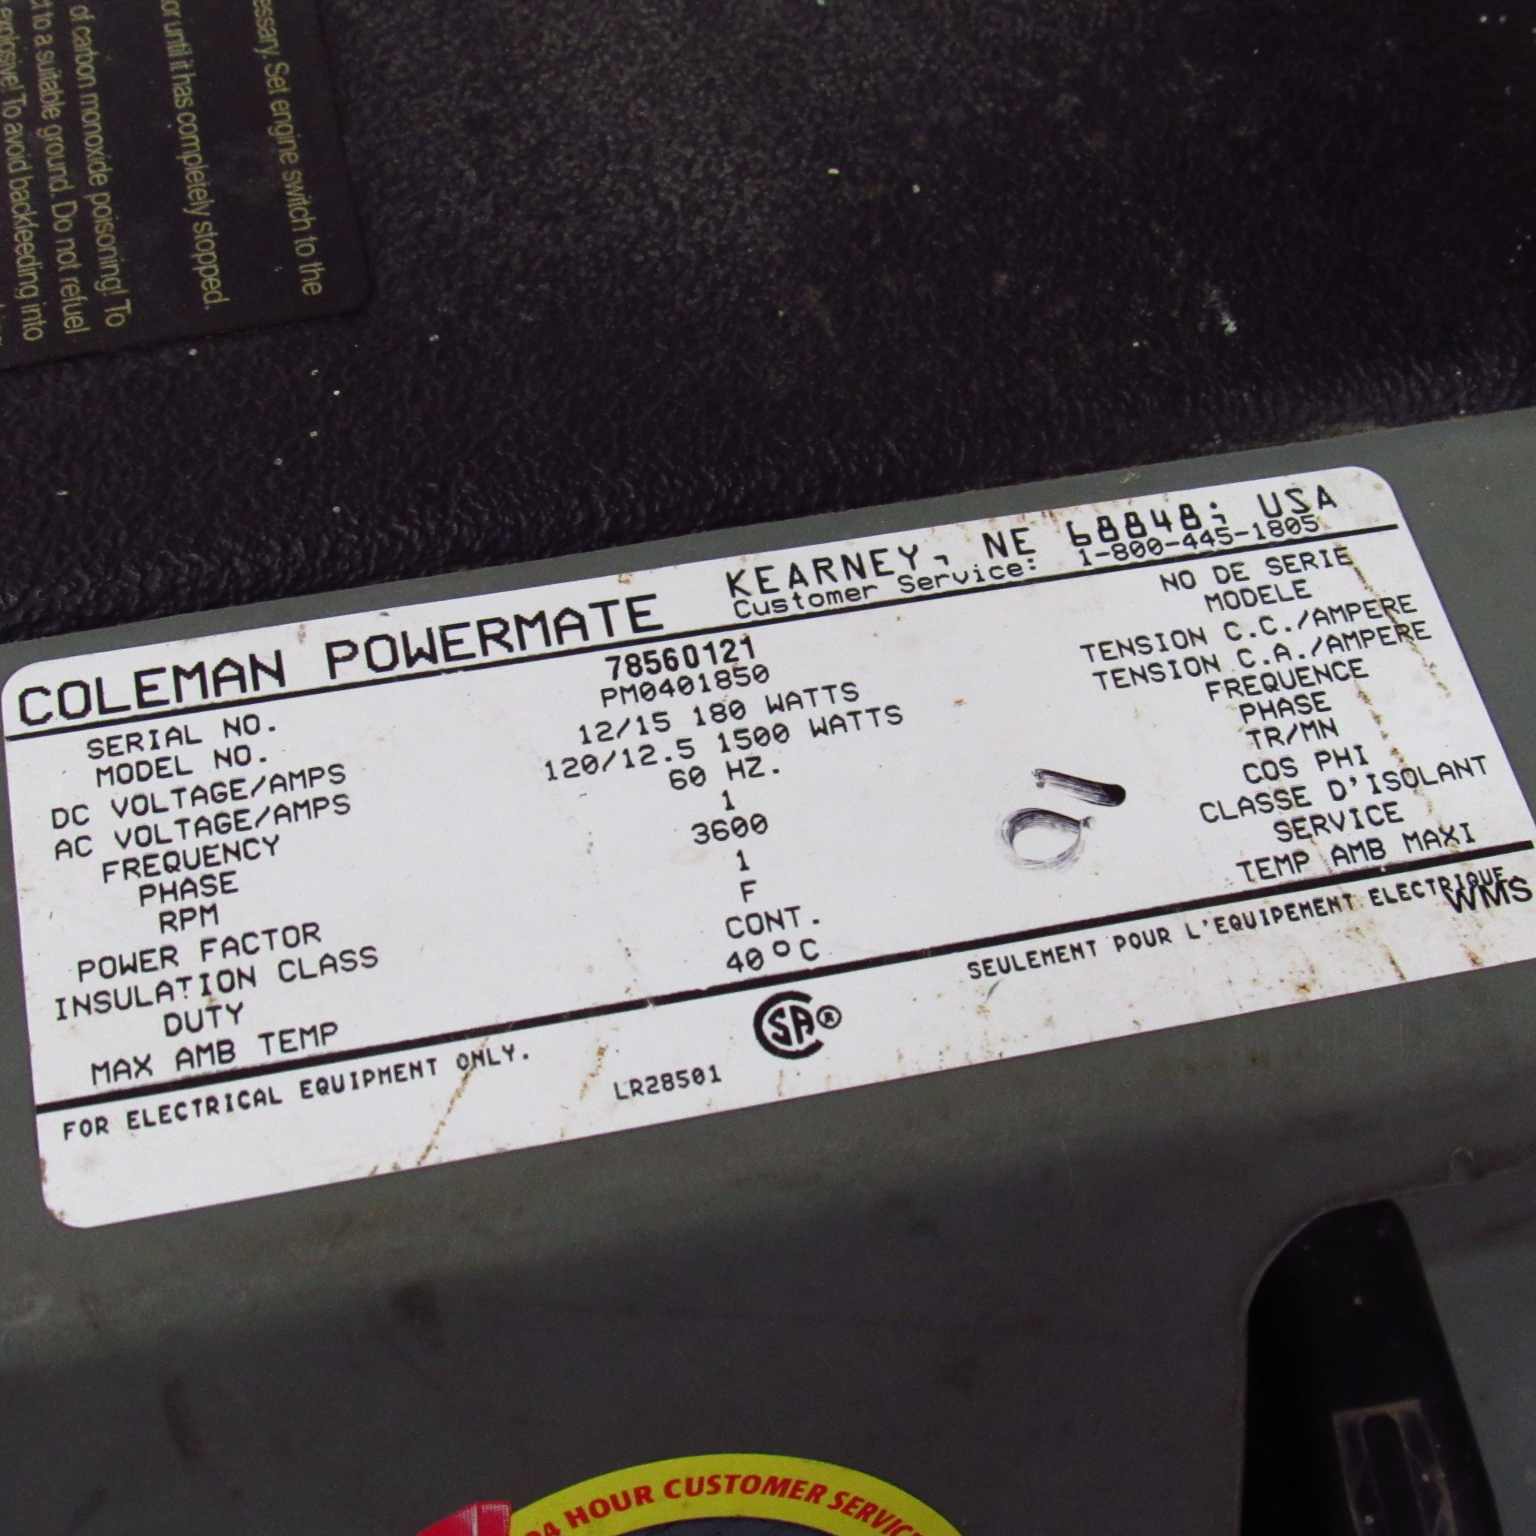 essary. Set engine switch to the
or until it has completely stopped.
of carbon monoxide poisoning! To
to a suitable ground. Do not refuel
explosive! To avoid backfeeding into
COLEMAN POWERMATE
KEARNEY, NE 68848; USA
Customer Service: 1-800-445-1805
SERIAL NO. 78560121 NO DE SERIE
MODEL NO. PM0401850 MODELE
DC VOLTAGE/AMPS 12/15 180 WATTS TENSION C.C./AMPERE
AC VOLTAGE/AMPS 120/12.5 1500 WATTS TENSION C.A./AMPERE
FREQUENCY 60 HZ. FREQUENCE
PHASE 1 PHASE
RPM 3600 TR/MN
POWER FACTOR 1 COS PHI
INSULATION CLASS F CLASSE D'ISOLANT
DUTY CONT. SERVICE
MAX AMB TEMP 40°C TEMP AMB MAXI
FOR ELECTRICAL EQUIPMENT ONLY. SEULEMENT POUR L'EQUIPEMENT ELECTRIQUE.
WMS
SA®
LR28501
24 HOUR CUSTOMER SERVIC